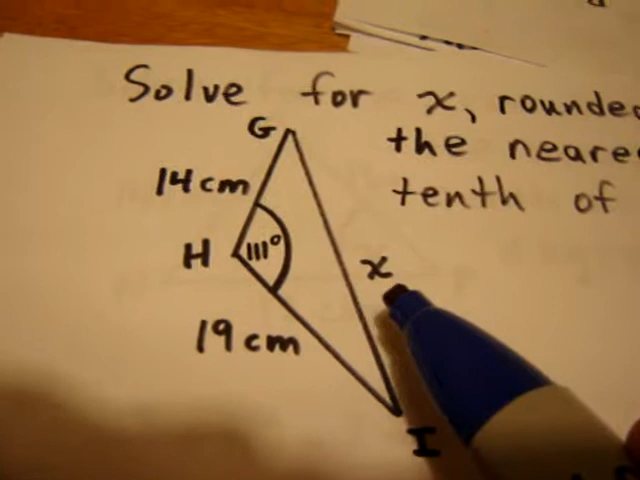 Solve for x, rounded
the neare
tenth of
G
14cm
H
111°
x
19cm
I